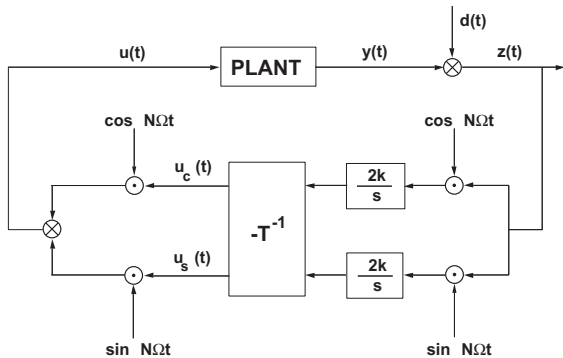 d(t)
u(t) PLANT y(t) z(t)
cos NΩt cos NΩt
u_c (t) 2k/s
-T^-1
u_s (t) 2k/s
sin NΩt sin NΩt